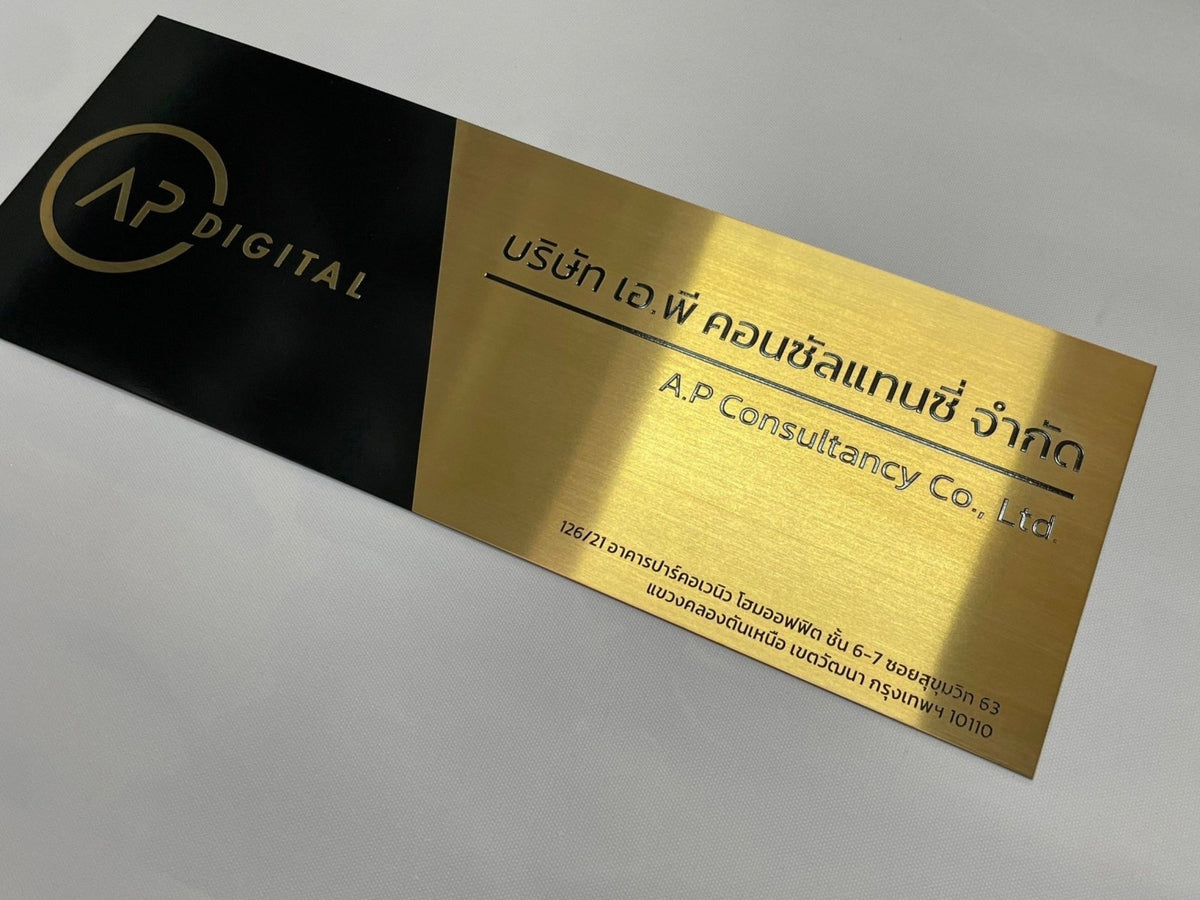 AP
DIGITAL
บริษัท เอ.พี คอนซัลแทนซี่ จำกัด
A.P Consultancy Co., Ltd.
126/21 อาคารปาร์คอเวนิว โฮมออฟฟิต ชั้น 6-7 ซอยสุขุมวิท 63
แขวงคลองตันเหนือ เขตวัฒนา กรุงเทพฯ 10110